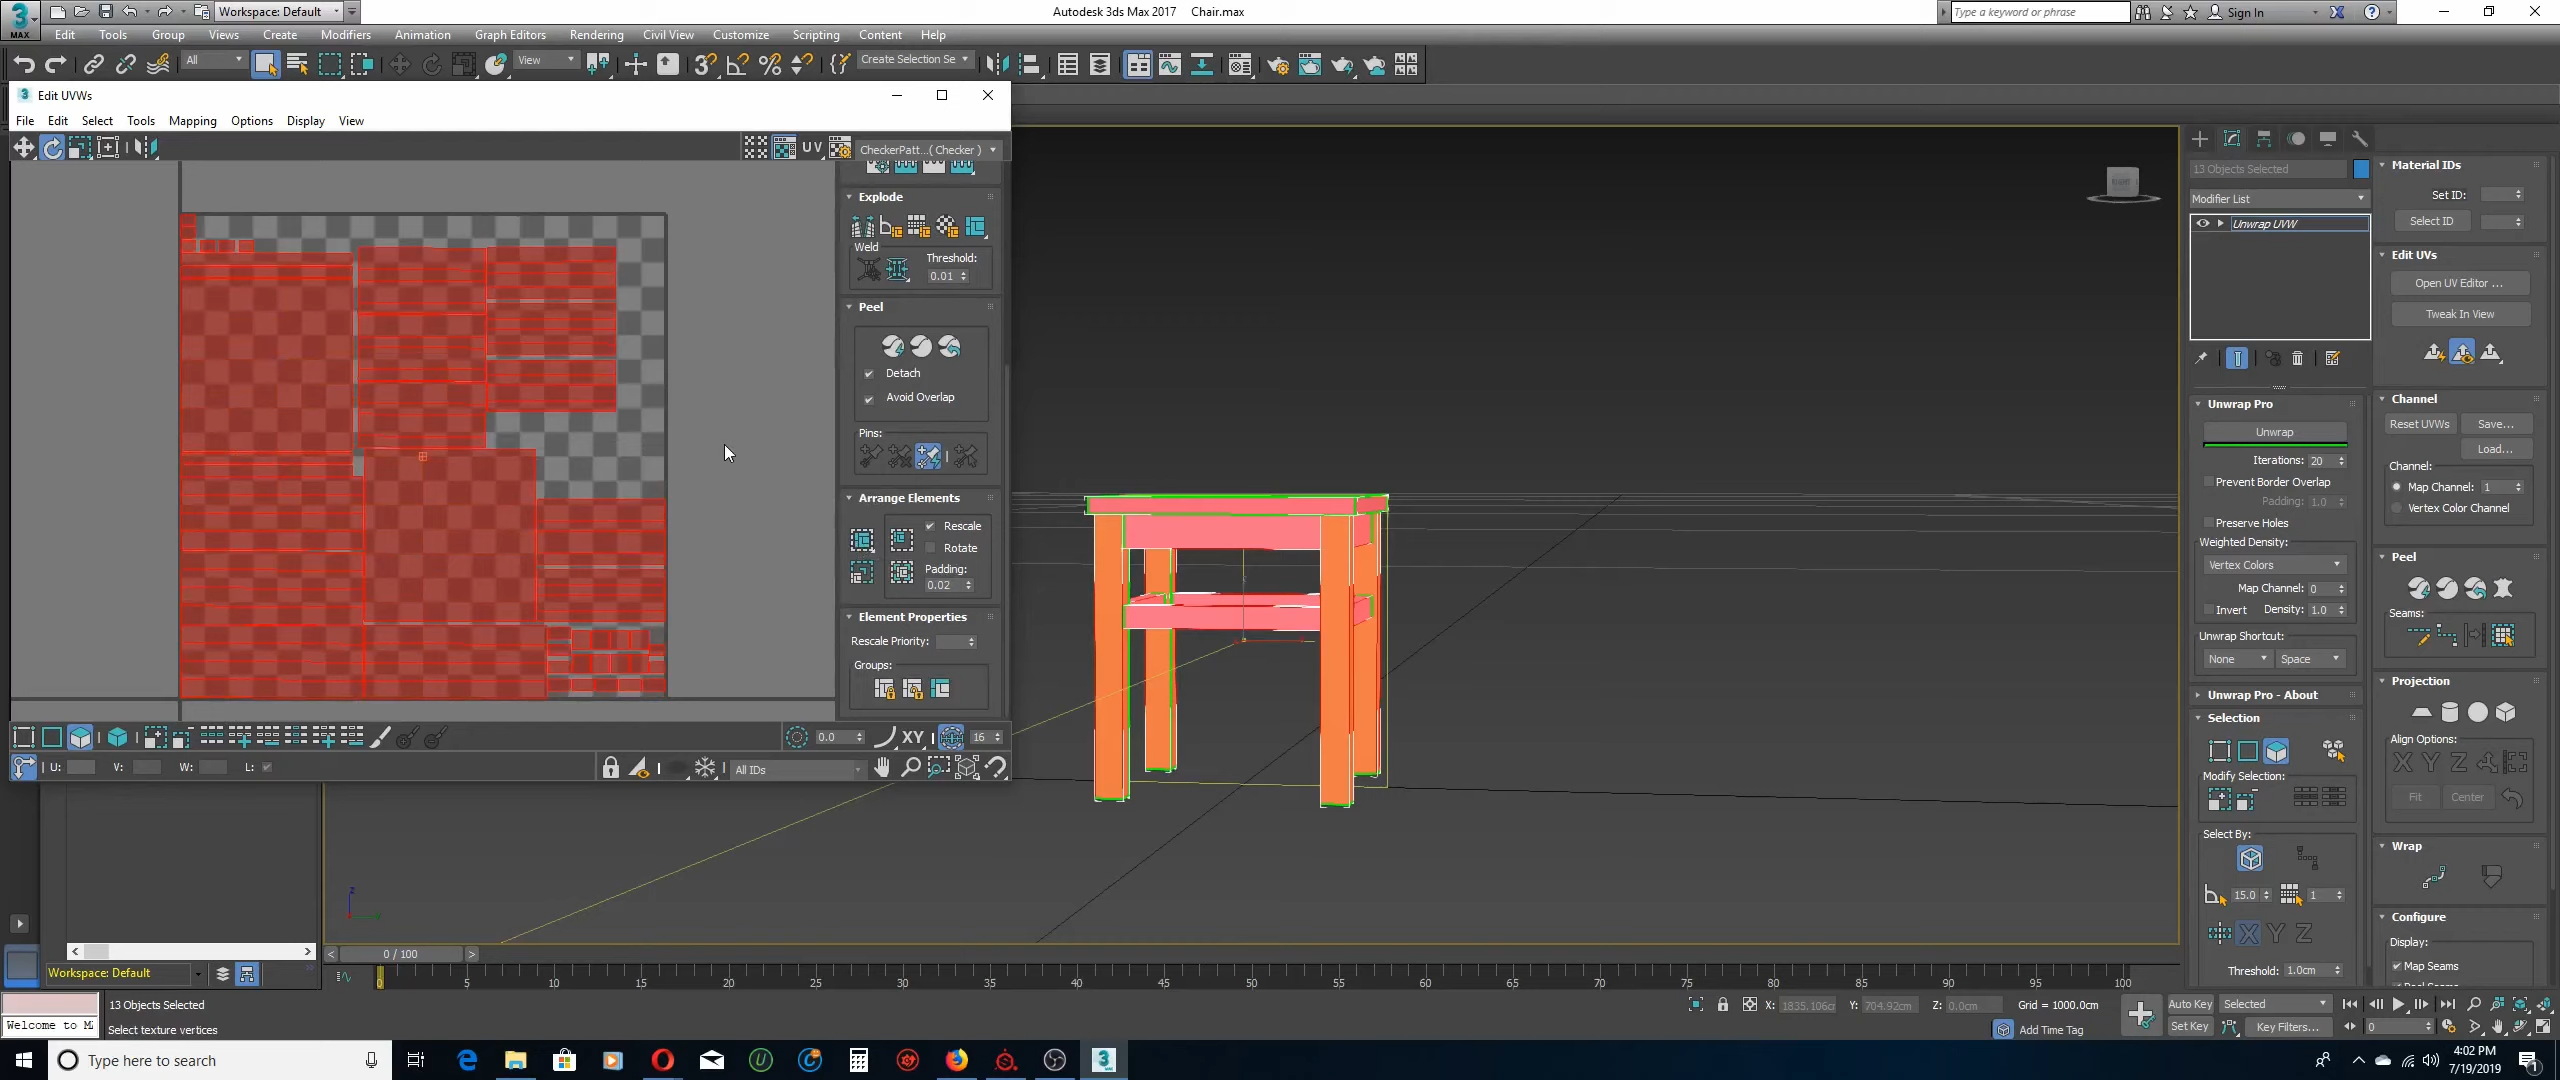 Workspace: Default
Autodesk 3ds Max 2017 Chair.max
Type a keyword or phrase
Sign In
MAX
Edit Tools Group Views Create Modifiers Animation Graph Editors Rendering Civil View Customize Scripting Content Help
All
View
Create Selection Se
Edit UVWs
File Edit Select Tools Mapping Options Display View
UV
CheckerPatt...( Checker )
Explode
Weld
Threshold:
0.01
Peel
Detach
Avoid Overlap
Pins:
Arrange Elements
Rescale
Rotate
Padding:
0.02
Element Properties
Rescale Priority:
Groups:
0.0
XY
16
U:
V:
W:
L:
All IDs
13 Objects Selected
Modifier List
Unwrap UVW
Unwrap Pro
Unwrap
Iterations: 20
Prevent Border Overlap
Padding: 1.0
Preserve Holes
Weighted Density:
Vertex Colors
Map Channel: 0
Invert Density: 1.0
Unwrap Shortcut:
None Space
Unwrap Pro - About
Selection
Modify Selection:
Select By:
15.0
1
X Y Z
Threshold: 1.0cm
Material IDs
Set ID:
Select ID
Edit UVs
Open UV Editor ...
Tweak In View
Channel
Reset UVWs Save...
Load...
Channel:
Map Channel: 1
Vertex Color Channel
Peel
Seams:
Projection
Align Options:
X Y Z
Fit Center
Wrap
Configure
Display:
Map Seams
z
< 0 / 100 >
Workspace: Default
0 5 10 15 20 25 30 35 40 45 50 55 60 65 70 75 80 85 90 95 100
13 Objects Selected
Welcome to M
Select texture vertices
X: 1835.106c
Y: 704.92cm
Z: 0.0cm
Grid = 1000.0cm
Add Time Tag
Auto Key Selected
Set Key Key Filters...
0
Type here to search
4:02 PM
7/19/2019